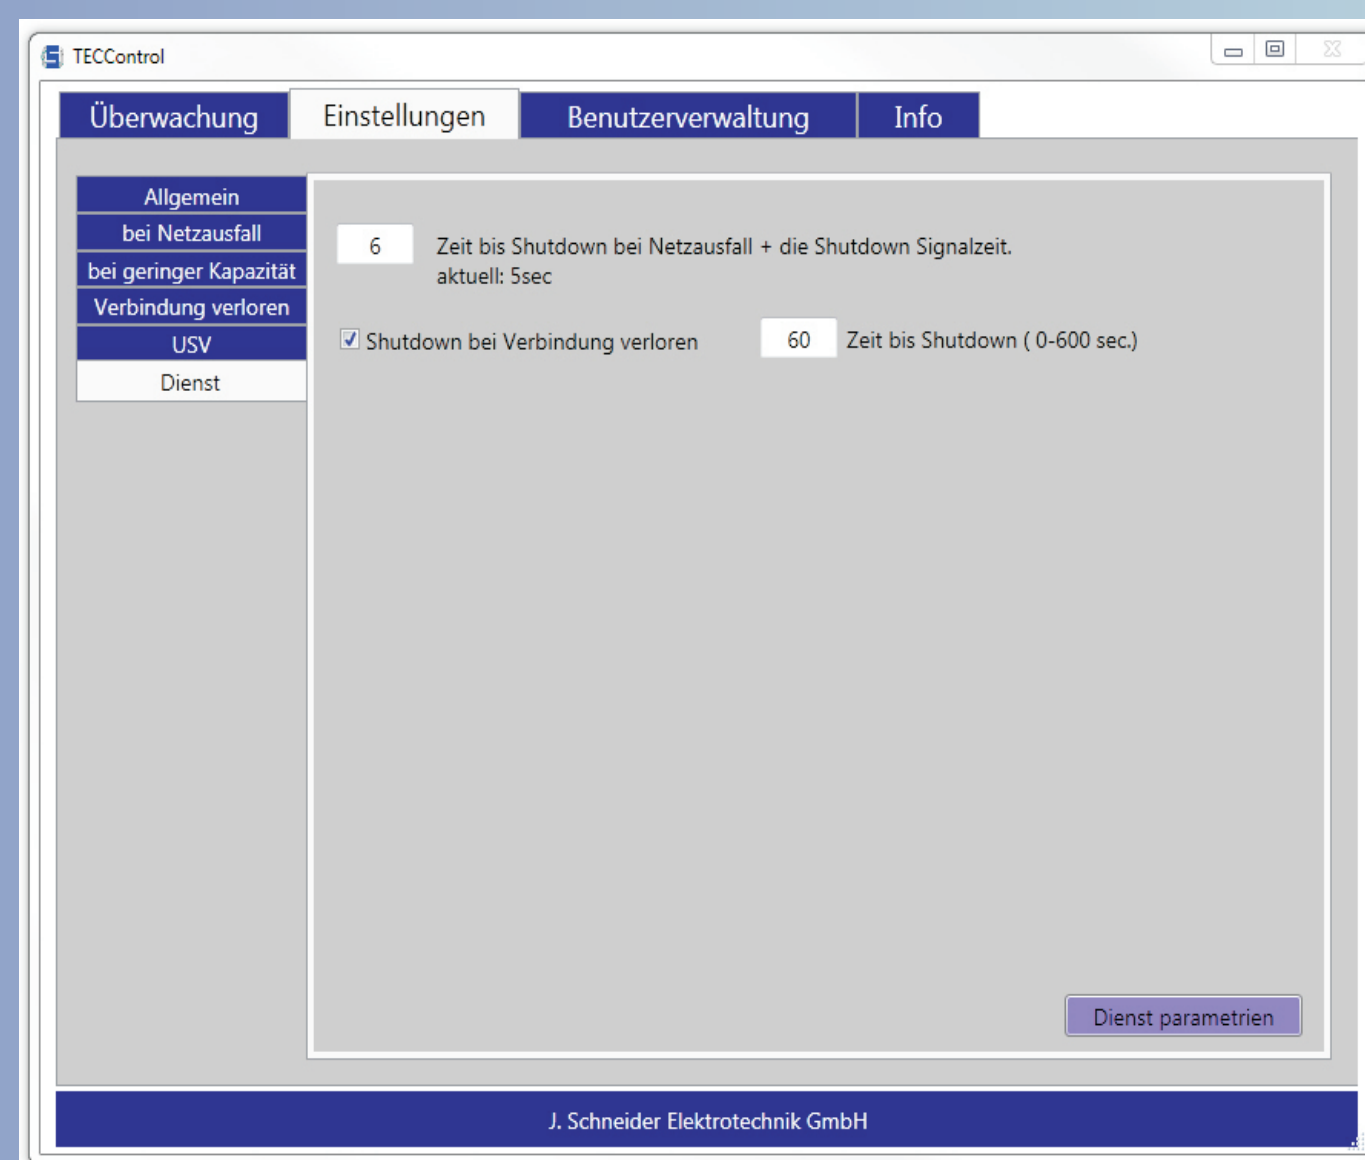 TECControl
Überwachung Einstellungen Benutzerverwaltung Info
Allgemein
bei Netzausfall
bei geringer Kapazität
Verbindung verloren
USV
Dienst
6 Zeit bis Shutdown bei Netzausfall + die Shutdown Signalzeit.
aktuell: 5sec
Shutdown bei Verbindung verloren 60 Zeit bis Shutdown ( 0-600 sec.)
Dienst parametrien
J. Schneider Elektrotechnik GmbH